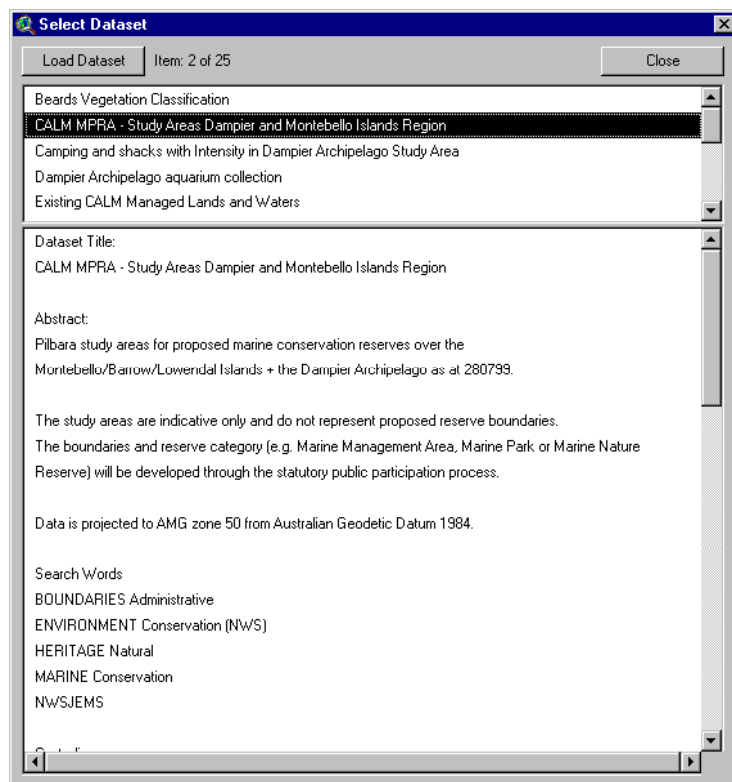 Select Dataset
Load Dataset Item: 2 of 25 Close
Beards Vegetation Classification
CALM MPRA - Study Areas Dampier and Montebello Islands Region
Camping and shacks with Intensity in Dampier Archipelago Study Area
Dampier Archipelago aquarium collection
Existing CALM Managed Lands and Waters
Dataset Title:
CALM MPRA - Study Areas Dampier and Montebello Islands Region
Abstract:
Pilbara study areas for proposed marine conservation reserves over the
Montebello/Barrow/Lowendal Islands + the Dampier Archipelago as at 280799.
The study areas are indicative only and do not represent proposed reserve boundaries.
The boundaries and reserve category (e.g. Marine Management Area, Marine Park or Marine Nature
Reserve) will be developed through the statutory public participation process.
Data is projected to AMG zone 50 from Australian Geodetic Datum 1984.
Search Words
BOUNDARIES Administrative
ENVIRONMENT Conservation (NWS)
HERITAGE Natural
MARINE Conservation
NWSJEMS